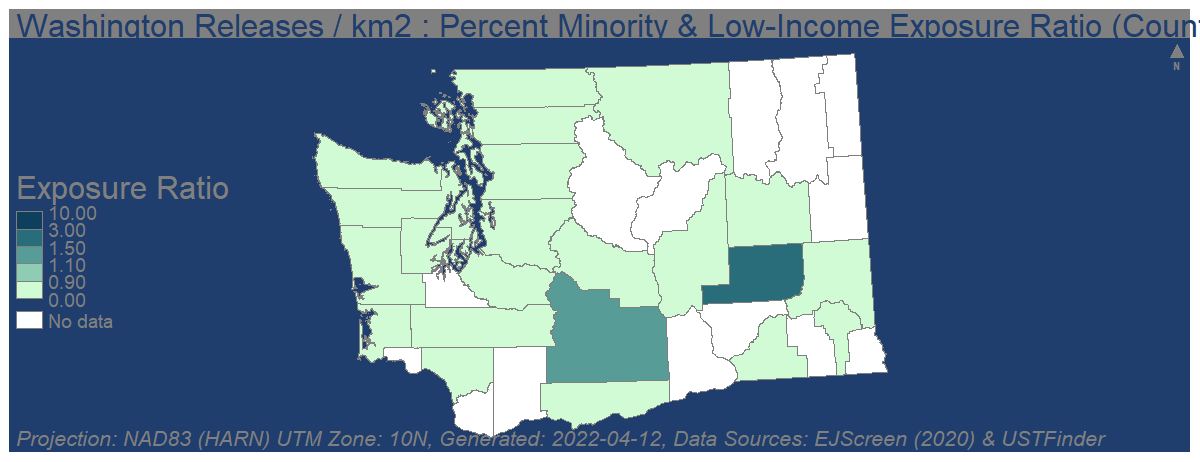 Washington Releases / km2 : Percent Minority & Low-Income Exposure Ratio (Coun
N
Exposure Ratio
10.00
3.00
1.50
1.10
0.90
0.00
No data
Projection: NAD83 (HARN) UTM Zone: 10N, Generated: 2022-04-12, Data Sources: EJScreen (2020) & USTFinder